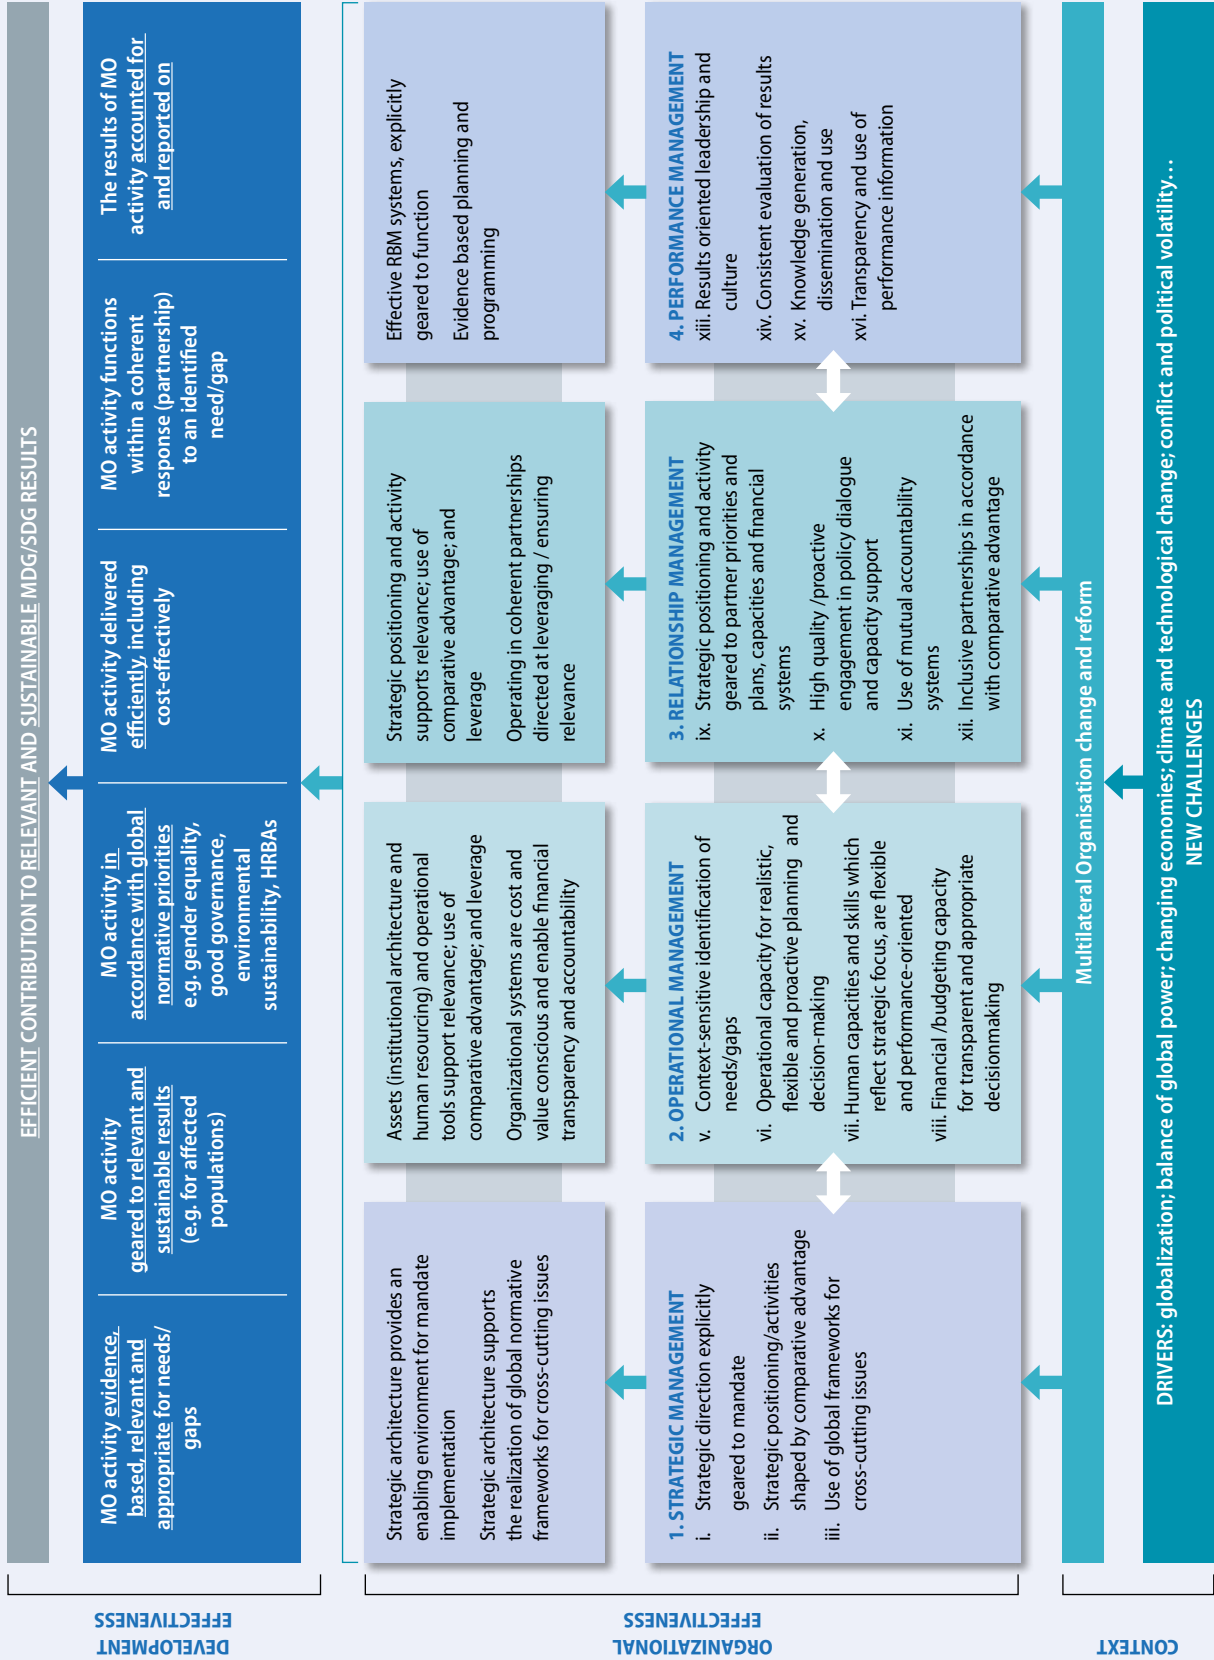 EFFICIENT CONTRIBUTION TO RELEVANT AND SUSTAINABLE MDG/SDG RESULTS
DEVELOPMENT
EFFECTIVENESS
MO activity evidence,
based, relevant and
appropriate for needs/
gaps
MO activity
geared to relevant and
sustainable results
(e.g. for affected
populations)
MO activity in
accordance with global
normative priorities
e.g. gender equality,
good governance,
environmental
sustainability, HRBAs
MO activity delivered
efficiently, including
cost-effectively
MO activity functions
within a coherent
response (partnership)
to an identified
need/gap
The results of MO
activity accounted for
and reported on
ORGANIZATIONAL
EFFECTIVENESS
Strategic architecture provides an
enabling environment for mandate
implementation
Strategic architecture supports
the realization of global normative
frameworks for cross-cutting issues
Assets (institutional architecture and
human resourcing) and operational
tools support relevance; use of
comparative advantage; and leverage
Organizational systems are cost and
value conscious and enable financial
transparency and accountability
Strategic positioning and activity
supports relevance; use of
comparative advantage; and
leverage
Operating in coherent partnerships
directed at leveraging / ensuring
relevance
Effective RBM systems, explicitly
geared to function
Evidence based planning and
programming
1. STRATEGIC MANAGEMENT
i. Strategic direction explicitly
geared to mandate
ii. Strategic positioning/activities
shaped by comparative advantage
iii. Use of global frameworks for
cross-cutting issues
2. OPERATIONAL MANAGEMENT
v. Context-sensitive identification of
needs/gaps
vi. Operational capacity for realistic,
flexible and proactive planning and
decision-making
vii. Human capacities and skills which
reflect strategic focus, are flexible
and performance-oriented
viii. Financial /budgeting capacity
for transparent and appropriate
decisionmaking
3. RELATIONSHIP MANAGEMENT
ix. Strategic positioning and activity
geared to partner priorities and
plans, capacities and financial
systems
x. High quality /proactive
engagement in policy dialogue
and capacity support
xi. Use of mutual accountability
systems
xii. Inclusive partnerships in accordance
with comparative advantage
4. PERFORMANCE MANAGEMENT
xiii. Results oriented leadership and
culture
xiv. Consistent evaluation of results
xv. Knowledge generation,
dissemination and use
xvi. Transparency and use of
performance information
CONTEXT
Multilateral Organisation change and reform
DRIVERS: globalization; balance of global power; changing economies; climate and technological change; conflict and political volatility…
NEW CHALLENGES